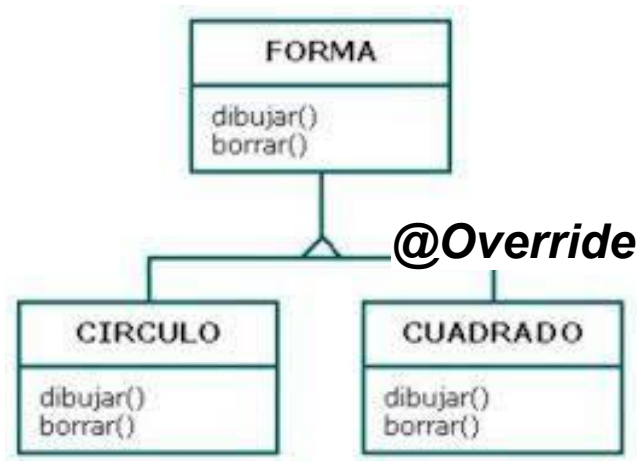 FORMA
dibujar()
borrar()
@Override
CIRCULO
dibujar()
borrar()
CUADRADO
dibujar()
borrar()